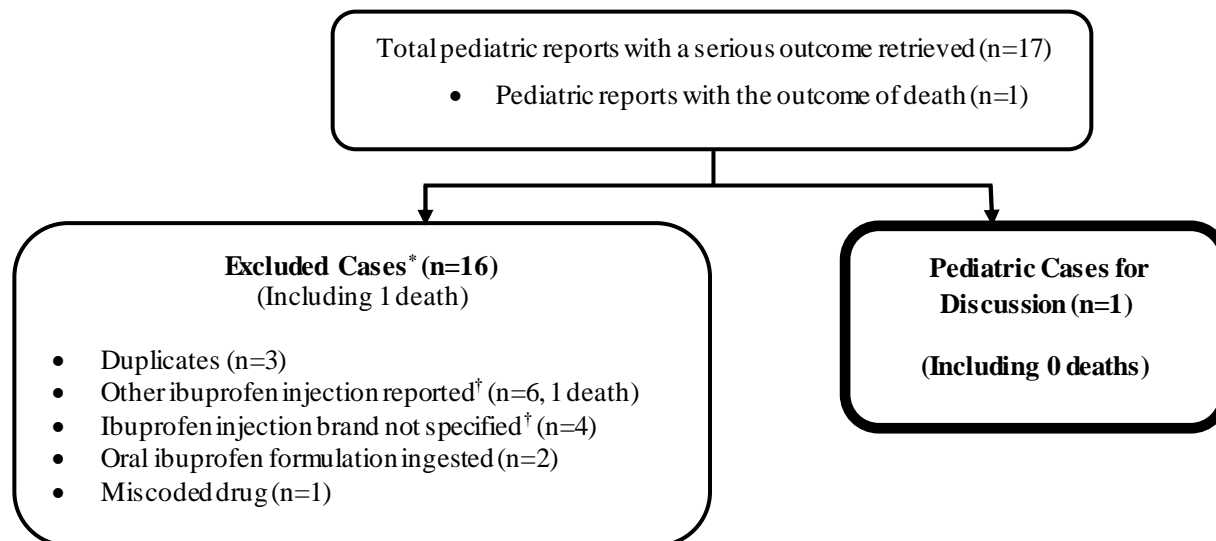 Total pediatric reports with a serious outcome retrieved (n=17)
• Pediatric reports with the outcome of death (n=1)
Excluded Cases* (n=16)
(Including 1 death)
• Duplicates (n=3)
• Other ibuprofen injection reported† (n=6, 1 death)
• Ibuprofen injection brand not specified† (n=4)
• Oral ibuprofen formulation ingested (n=2)
• Miscoded drug (n=1)
Pediatric Cases for
Discussion (n=1)
(Including 0 deaths)